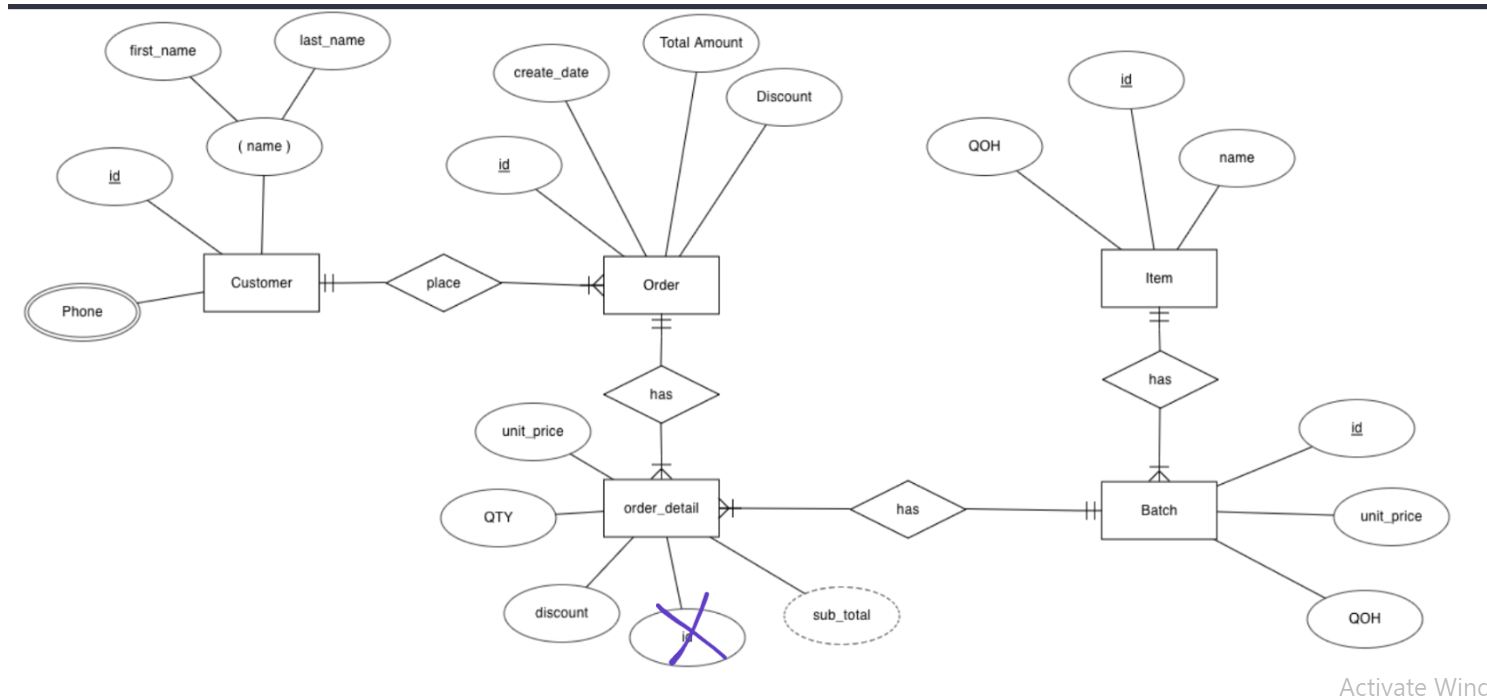 first_name
last_name
( name )
id
Phone
Customer
place
create_date
Total Amount
Discount
id
Order
has
unit_price
QTY
order_detail
discount
id
sub_total
has
id
QOH
name
Item
has
id
unit_price
QOH
Batch
Activate Winc